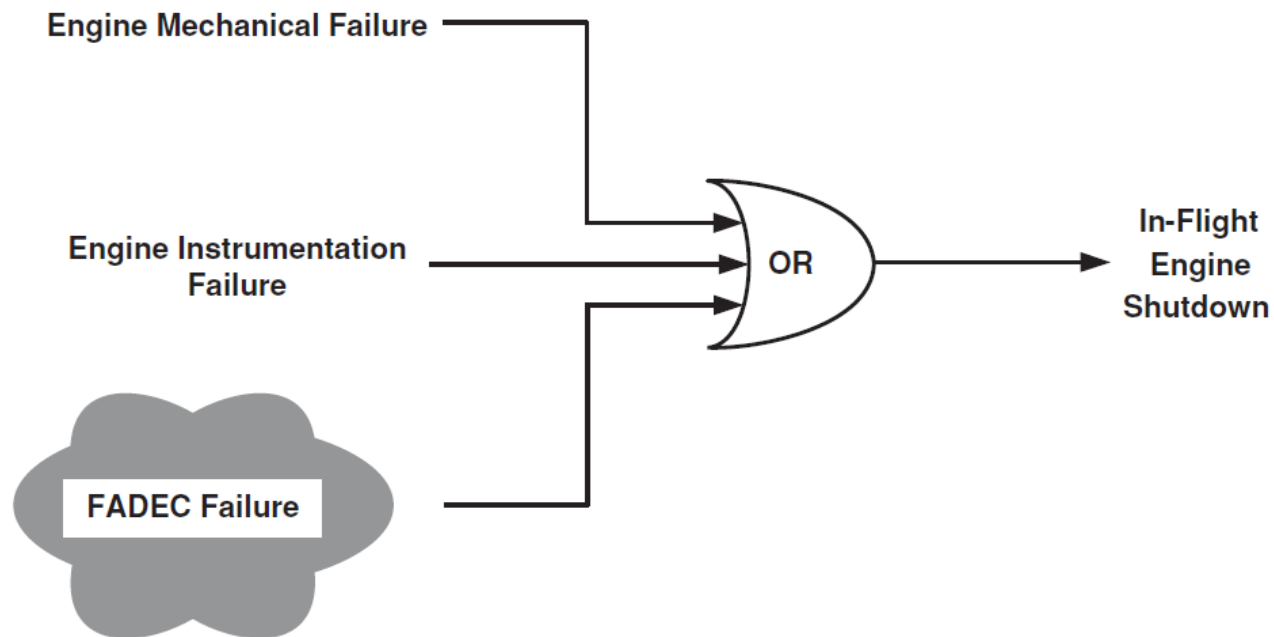 Engine Mechanical Failure
Engine Instrumentation
Failure
FADEC Failure
OR
In-Flight
Engine
Shutdown